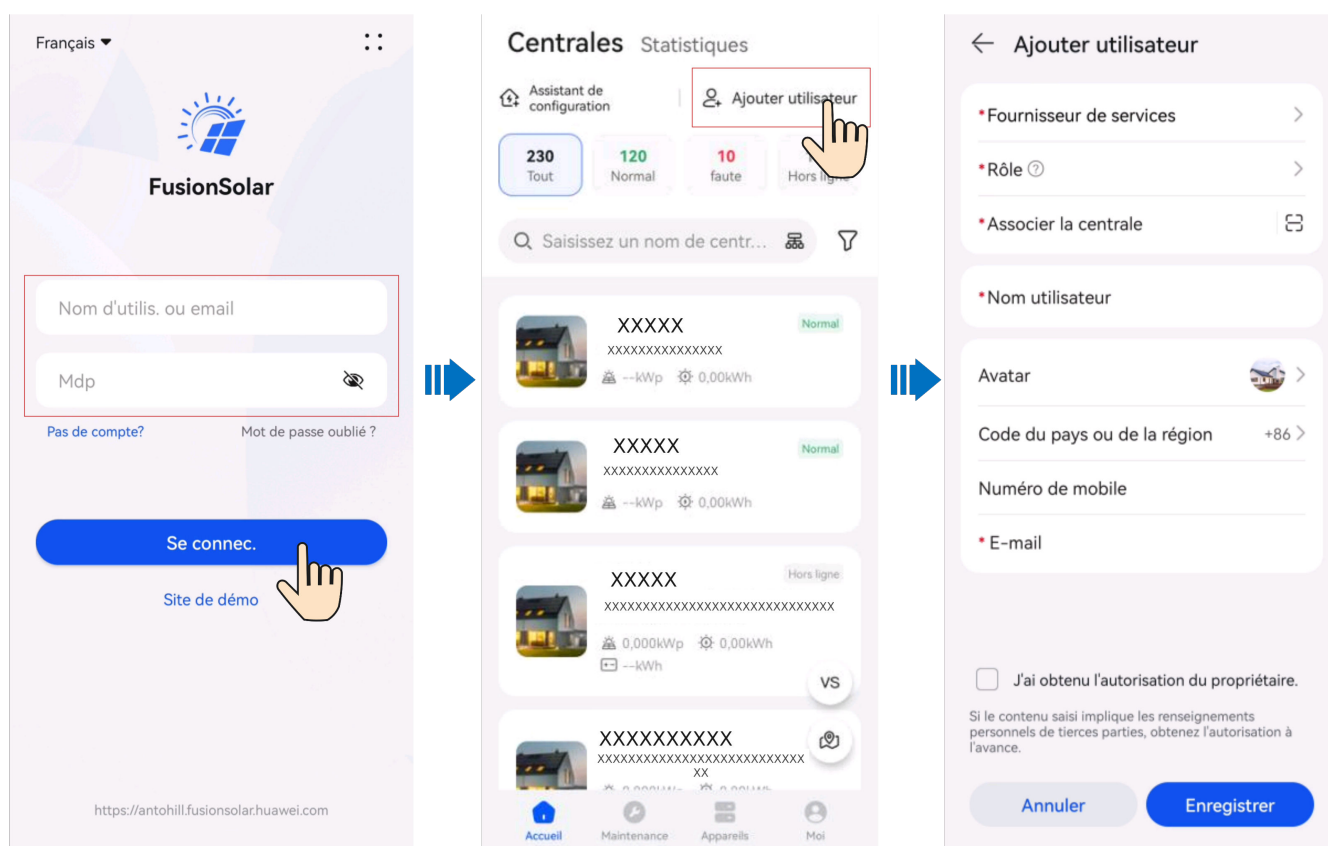 Français
FusionSolar
Nom d'utilis. ou email
Mdp
Pas de compte?
Mot de passe oublié ?
Se connec.
Site de démo
https://antohill.fusionsolar.huawei.com
Centrales Statistiques
Assistant de
configuration
Ajouter utilisateur
230
Tout
120
Normal
10
faute
Hors ligne
Saisissez un nom de centr...
XXXXX
Normal
XXXXXXXXXXXXXXX
--kWp 0,00kWh
XXXXX
Normal
XXXXXXXXXXXXXXX
--kWp 0,00kWh
XXXXX
Hors ligne
XXXXXXXXXXXXXXXXXXXXXXXXXXXXXX
0,000kWp 0,00kWh
--kWh
VS
XXXXXXXXXX
XXXXXXXXXXXXXXXXXXXXXXXXXXX
XX
Accueil
Maintenance
Appareils
Moi
Ajouter utilisateur
*Fournisseur de services
*Rôle
*Associer la centrale
*Nom utilisateur
Avatar
Code du pays ou de la région +86
Numéro de mobile
* E-mail
J'ai obtenu l'autorisation du propriétaire.
Si le contenu saisi implique les renseignements
personnels de tierces parties, obtenez l'autorisation à
l'avance.
Annuler
Enregistrer